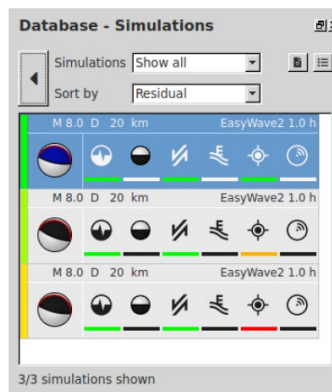 Database - Simulations
Simulations Show all
Sort by Residual
M 8.0 D 20 km EasyWave2 1.0 h
M 8.0 D 20 km EasyWave2 1.0 h
M 8.0 D 20 km EasyWave2 1.0 h
3/3 simulations shown